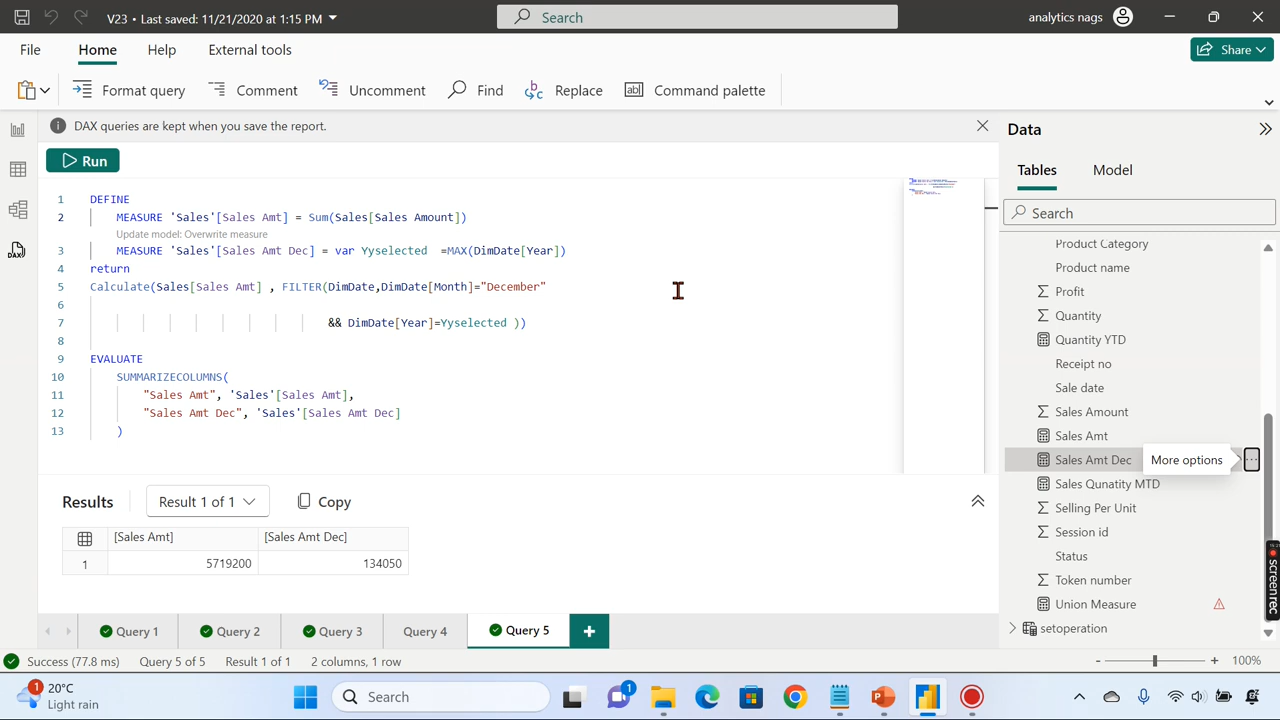 V23 • Last saved: 11/21/2020 at 1:15 PM
Search
analytics nags
File
Home
Help
External tools
Share
Format query
Comment
Uncomment
Find
Replace
Command palette
DAX queries are kept when you save the report.
Run
1 DEFINE
2 MEASURE 'Sales'[Sales Amt] = Sum(Sales[Sales Amount])
Update model: Overwrite measure
3 MEASURE 'Sales'[Sales Amt Dec] = var Yyselected =MAX(DimDate[Year])
4 return
5 Calculate(Sales[Sales Amt] , FILTER(DimDate,DimDate[Month]="December"
6
7 && DimDate[Year]=Yyselected ))
8
9 EVALUATE
10 SUMMARIZECOLUMNS(
11 "Sales Amt", 'Sales'[Sales Amt],
12 "Sales Amt Dec", 'Sales'[Sales Amt Dec]
13 )
Results
Result 1 of 1
Copy
[Sales Amt] [Sales Amt Dec]
1 5719200 134050
Query 1
Query 2
Query 3
Query 4
Query 5
Success (77.8 ms)
Query 5 of 5
Result 1 of 1
2 columns, 1 row
Data
Tables
Model
Search
Product Category
Product name
Profit
Quantity
Quantity YTD
Receipt no
Sale date
Sales Amount
Sales Amt
Sales Amt Dec
More options
Sales Qunatity MTD
Selling Per Unit
Session id
Status
Token number
Union Measure
setoperation
100%
screenrec
1
20°C
Light rain
Search
1